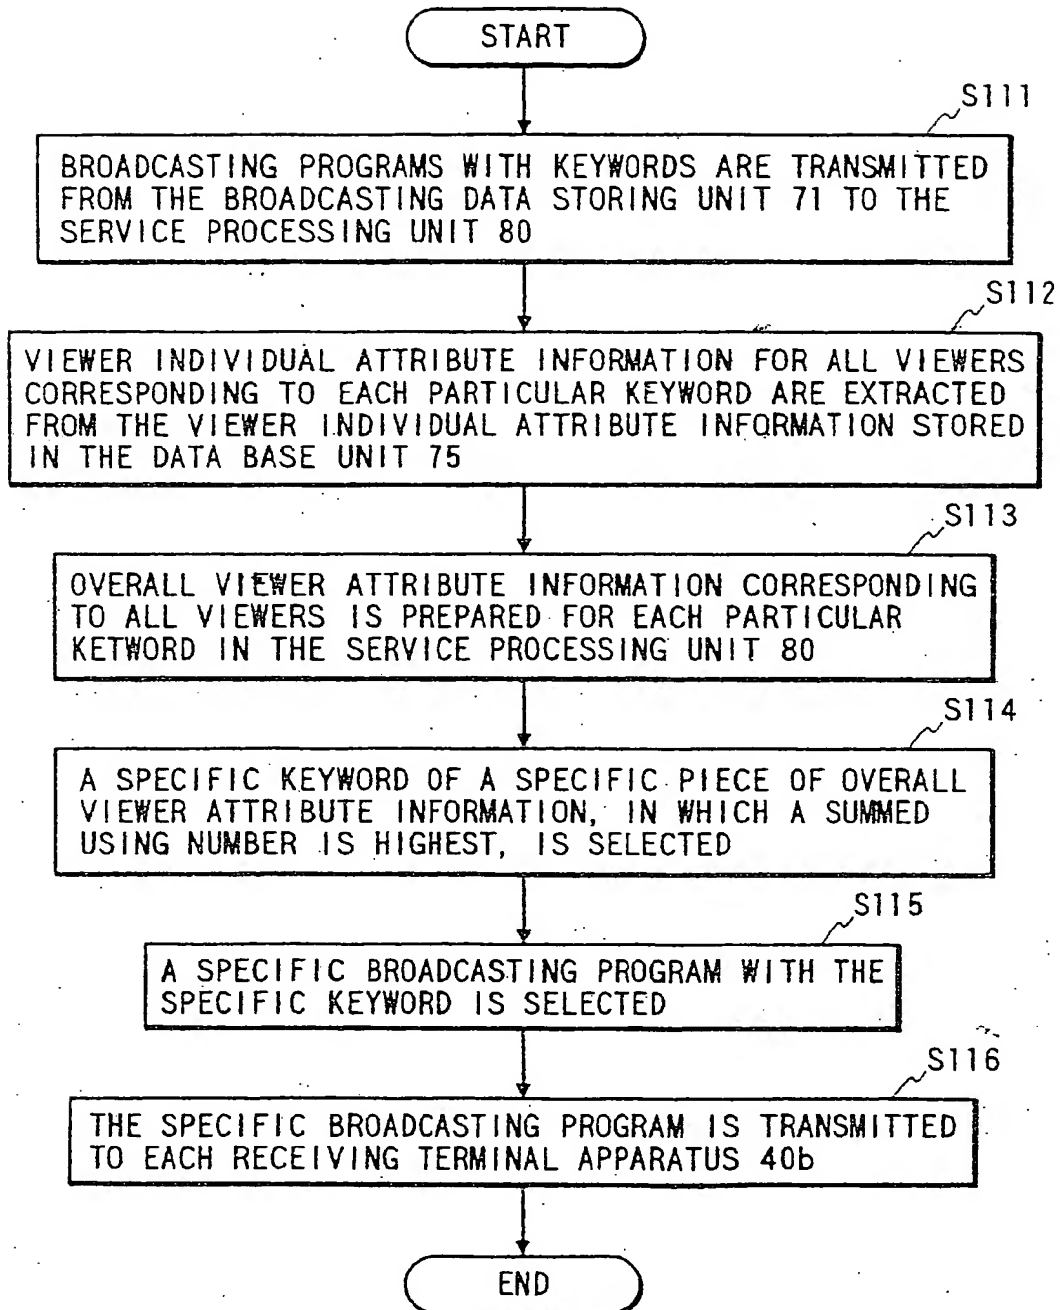 START
S111
BROADCASTING PROGRAMS WITH KEYWORDS ARE TRANSMITTED
FROM THE BROADCASTING DATA STORING UNIT 71 TO THE
SERVICE PROCESSING UNIT 80
S112
VIEWER INDIVIDUAL ATTRIBUTE INFORMATION FOR ALL VIEWERS
CORRESPONDING TO EACH PARTICULAR KEYWORD ARE EXTRACTED
FROM THE VIEWER INDIVIDUAL ATTRIBUTE INFORMATION STORED
IN THE DATA BASE UNIT 75
S113
OVERALL VIEWER ATTRIBUTE INFORMATION CORRESPONDING
TO ALL VIEWERS IS PREPARED FOR EACH PARTICULAR
KETWORD IN THE SERVICE PROCESSING UNIT 80
S114
A SPECIFIC KEYWORD OF A SPECIFIC PIECE OF OVERALL
VIEWER ATTRIBUTE INFORMATION, IN WHICH A SUMMED
USING NUMBER IS HIGHEST, IS SELECTED
S115
A SPECIFIC BROADCASTING PROGRAM WITH THE
SPECIFIC KEYWORD IS SELECTED
S116
THE SPECIFIC BROADCASTING PROGRAM IS TRANSMITTED
TO EACH RECEIVING TERMINAL APPARATUS 40b
END